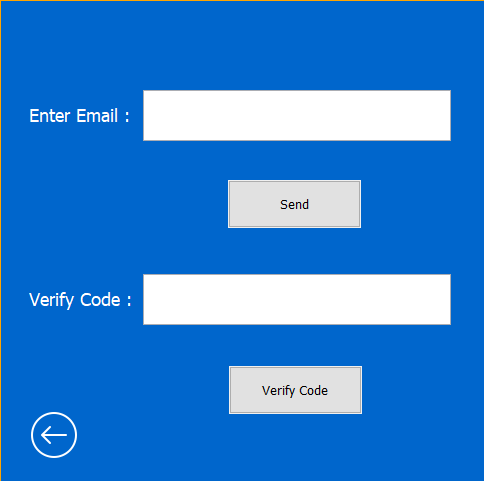 Enter Email :
Send
Verify Code :
Verify Code